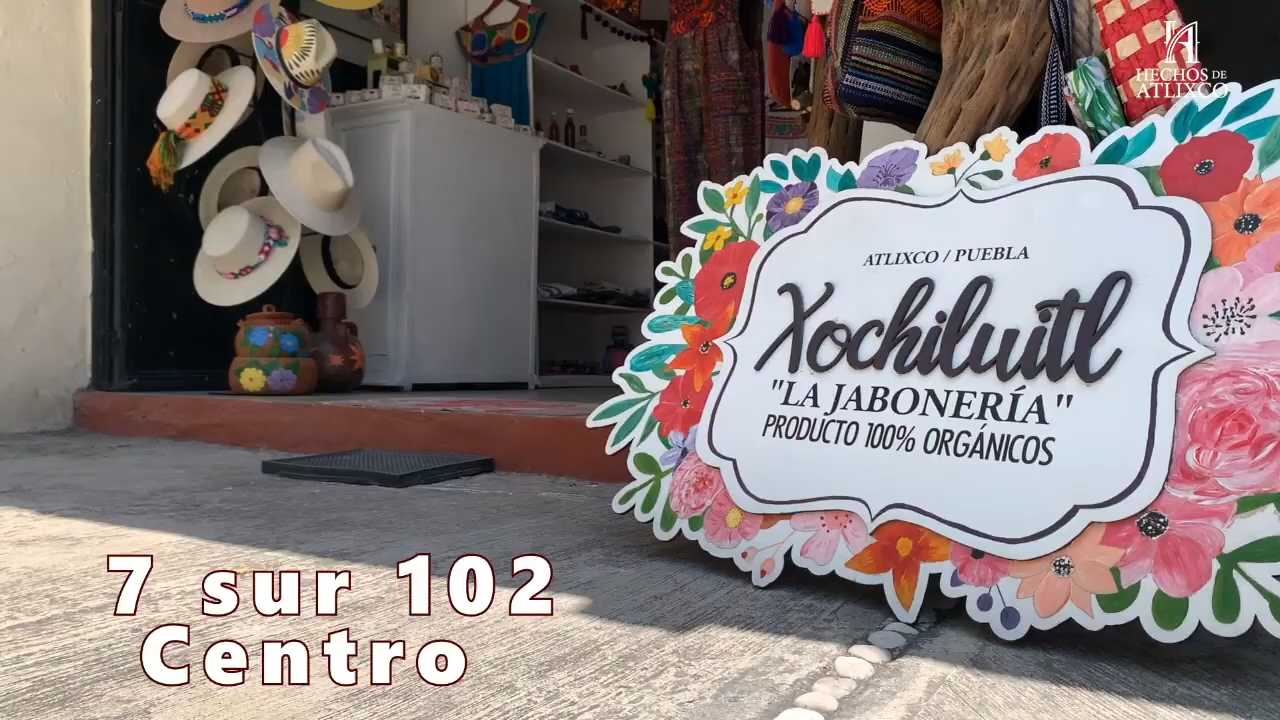 HECHOS DE
ATLIXCO
ATLIXCO / PUEBLA
Xochiluitl
"LA JABONERÍA"
PRODUCTO 100% ORGÁNICOS
7 sur 102
Centro